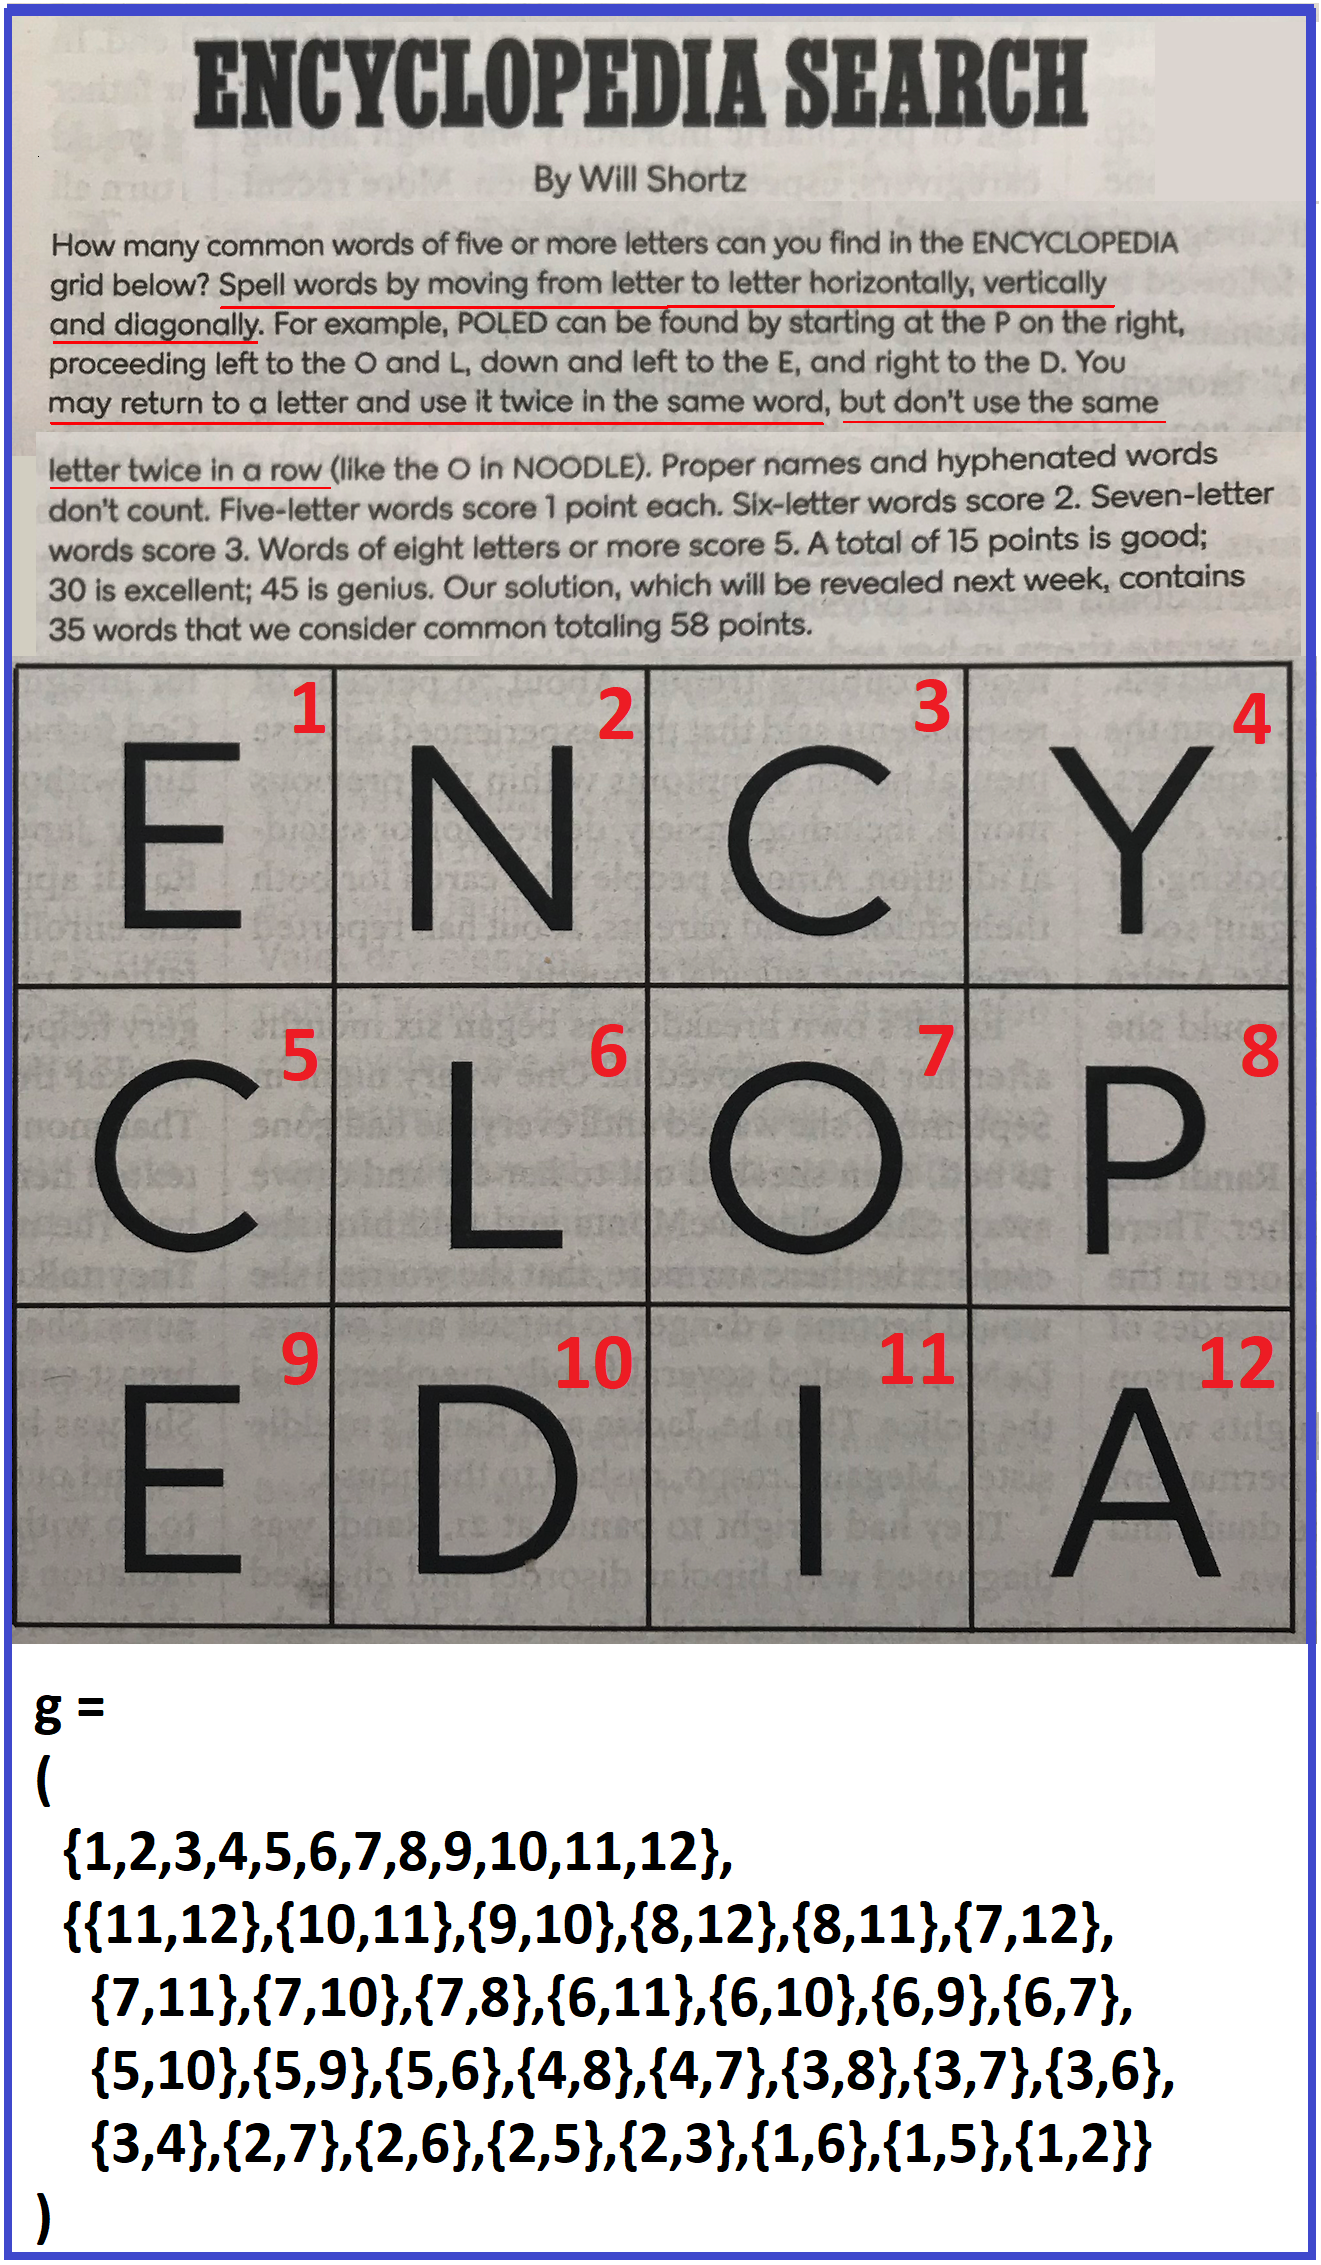 ENCYCLOPEDIA SEARCH
By Will Shortz
How many common words of five or more letters can you find in the ENCYCLOPEDIA
grid below? Spell words by moving from letter to letter horizontally, vertically
and diagonally. For example, POLED can be found by starting at the P on the right,
proceeding left to the O and L, down and left to the E, and right to the D. You
may return to a letter and use it twice in the same word, but don't use the same
letter twice in a row (like the O in NOODLE). Proper names and hyphenated words
don't count. Five-letter words score 1 point each. Six-letter words score 2. Seven-letter
words score 3. Words of eight letters or more score 5. A total of 15 points is good;
30 is excellent; 45 is genius. Our solution, which will be revealed next week, contains
35 words that we consider common totaling 58 points.
1 2 3 4
E N C Y
5 6 7 8
C L O P
9 10 11 12
E D I A
g =
(
{1,2,3,4,5,6,7,8,9,10,11,12},
{{11,12},{10,11},{9,10},{8,12},{8,11},{7,12},
{7,11},{7,10},{7,8},{6,11},{6,10},{6,9},{6,7},
{5,10},{5,9},{5,6},{4,8},{4,7},{3,8},{3,7},{3,6},
{3,4},{2,7},{2,6},{2,5},{2,3},{1,6},{1,5},{1,2}}
)